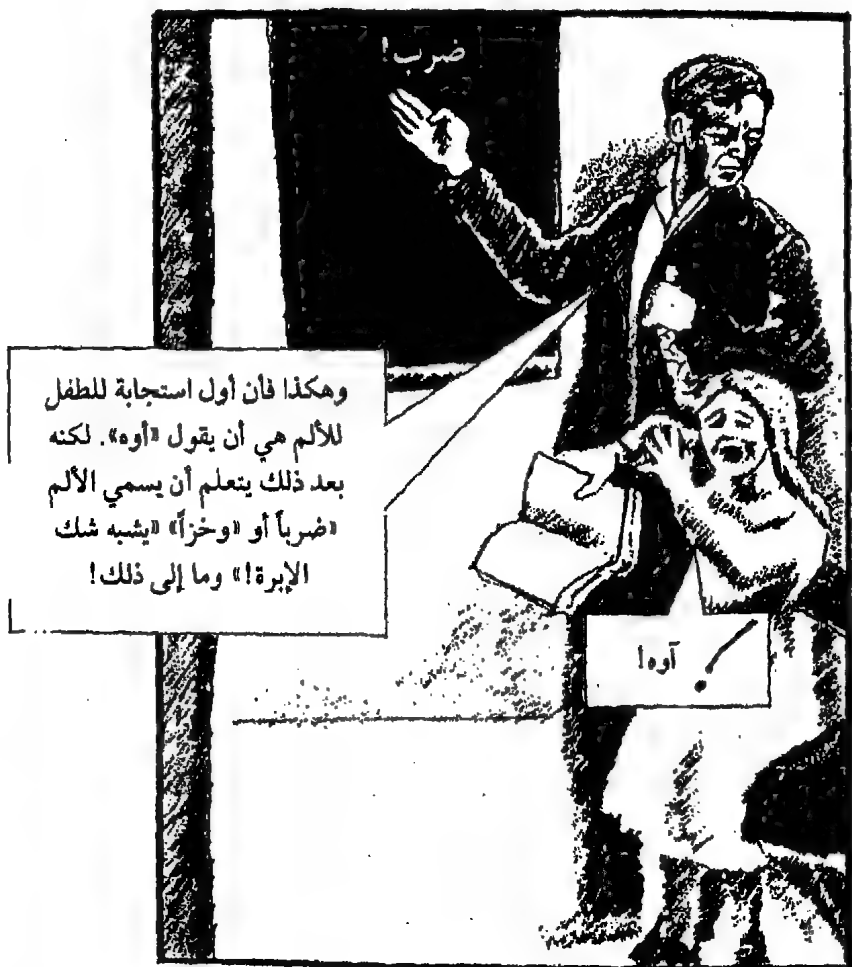 ضرب!
وهكذا فأن أول استجابة للطفل
للألم هي أن يقول «أوه». لكنه
بعد ذلك يتعلم أن يسمي الألم
«ضرباً أو «وخزاً» «يشبه شك
الإبرة!» وما إلى ذلك!
آوه!
!